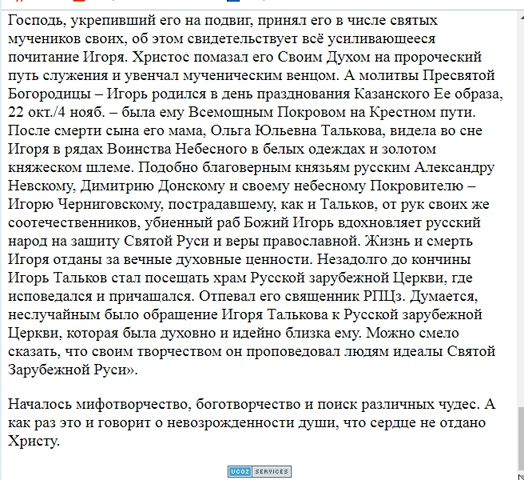 Господь, укрепивший его на подвиг, принял его в числе святых
мучеников своих, об этом свидетельствует всё усиливающееся
почитание Игоря. Христос помазал его Своим Духом на пророческий
путь служения и увенчал мученическим венцом. А молитвы Пресвятой
Богородицы – Игорь родился в день празднования Казанского Ее образа,
22 окт./4 нояб. – была ему Всемощным Покровом на Крестном пути.
После смерти сына его мама, Ольга Юльевна Талькова, видела во сне
Игоря в рядах Воинства Небесного в белых одеждах и золотом
княжеском шлеме. Подобно благоверным князьям русским Александру
Невскому, Димитрию Донскому и своему небесному Покровителю –
Игорю Черниговскому, пострадавшему, как и Тальков, от рук своих же
соотечественников, убиенный раб Божий Игорь вдохновляет русский
народ на защиту Святой Руси и веры православной. Жизнь и смерть
Игоря отданы за вечные духовные ценности. Незадолго до кончины
Игорь Тальков стал посещать храм Русской зарубежной Церкви, где
исповедался и причащался. Отпевал его священник РПЦз. Думается,
неслучайным было обращение Игоря Талькова к Русской зарубежной
Церкви, которая была духовно и идейно близка ему. Можно смело
сказать, что своим творчеством он проповедовал людям идеалы Святой
Зарубежной Руси».
Началось мифотворчество, боготворчество и поиск различных чудес. А
как раз это и говорит о невозрожденности души, что сердце не отдано
Христу.
UCOZ SERVICES